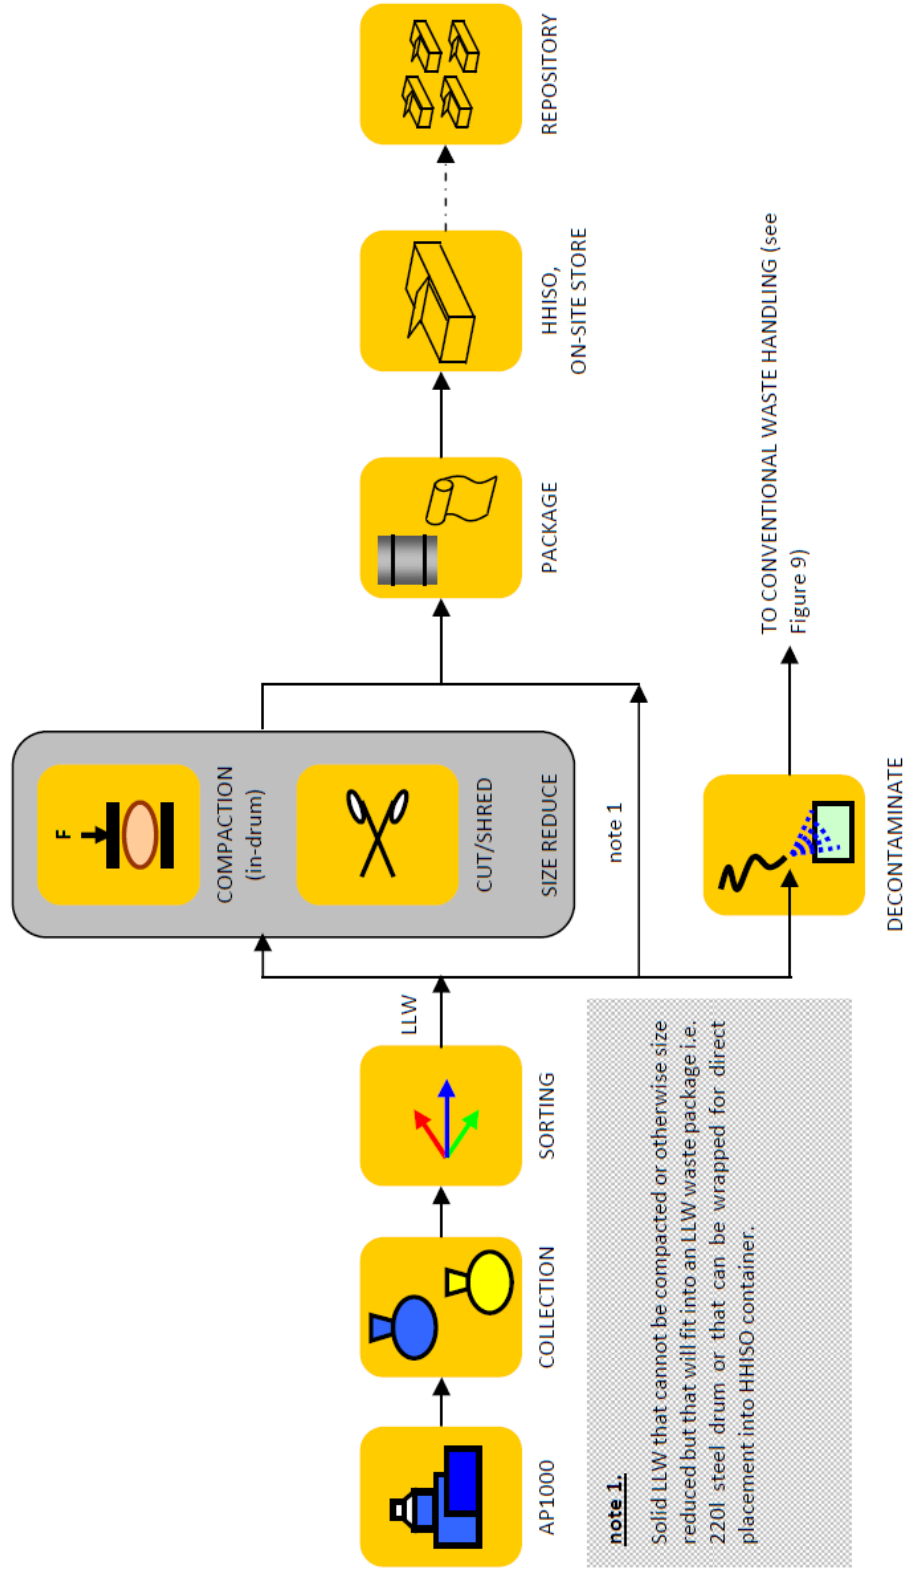 AP1000
COLLECTION
SORTING
LLW
F
COMPACTION
(in-drum)
CUT/SHRED
SIZE REDUCE
note 1
PACKAGE
HHISO,
ON-SITE STORE
REPOSITORY
DECONTAMINATE
TO CONVENTIONAL WASTE HANDLING (see
Figure 9)
note 1.
Solid LLW that cannot be compacted or otherwise size
reduced but that will fit into an LLW waste package i.e.
220l steel drum or that can be wrapped for direct
placement into HHISO container.